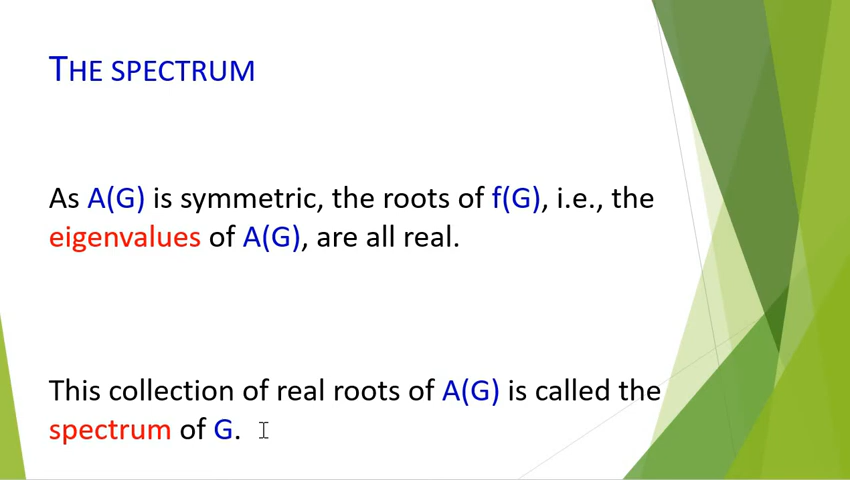 THE SPECTRUM
As A(G) is symmetric, the roots of f(G), i.e., the
eigenvalues of A(G), are all real.
This collection of real roots of A(G) is called the
spectrum of G.